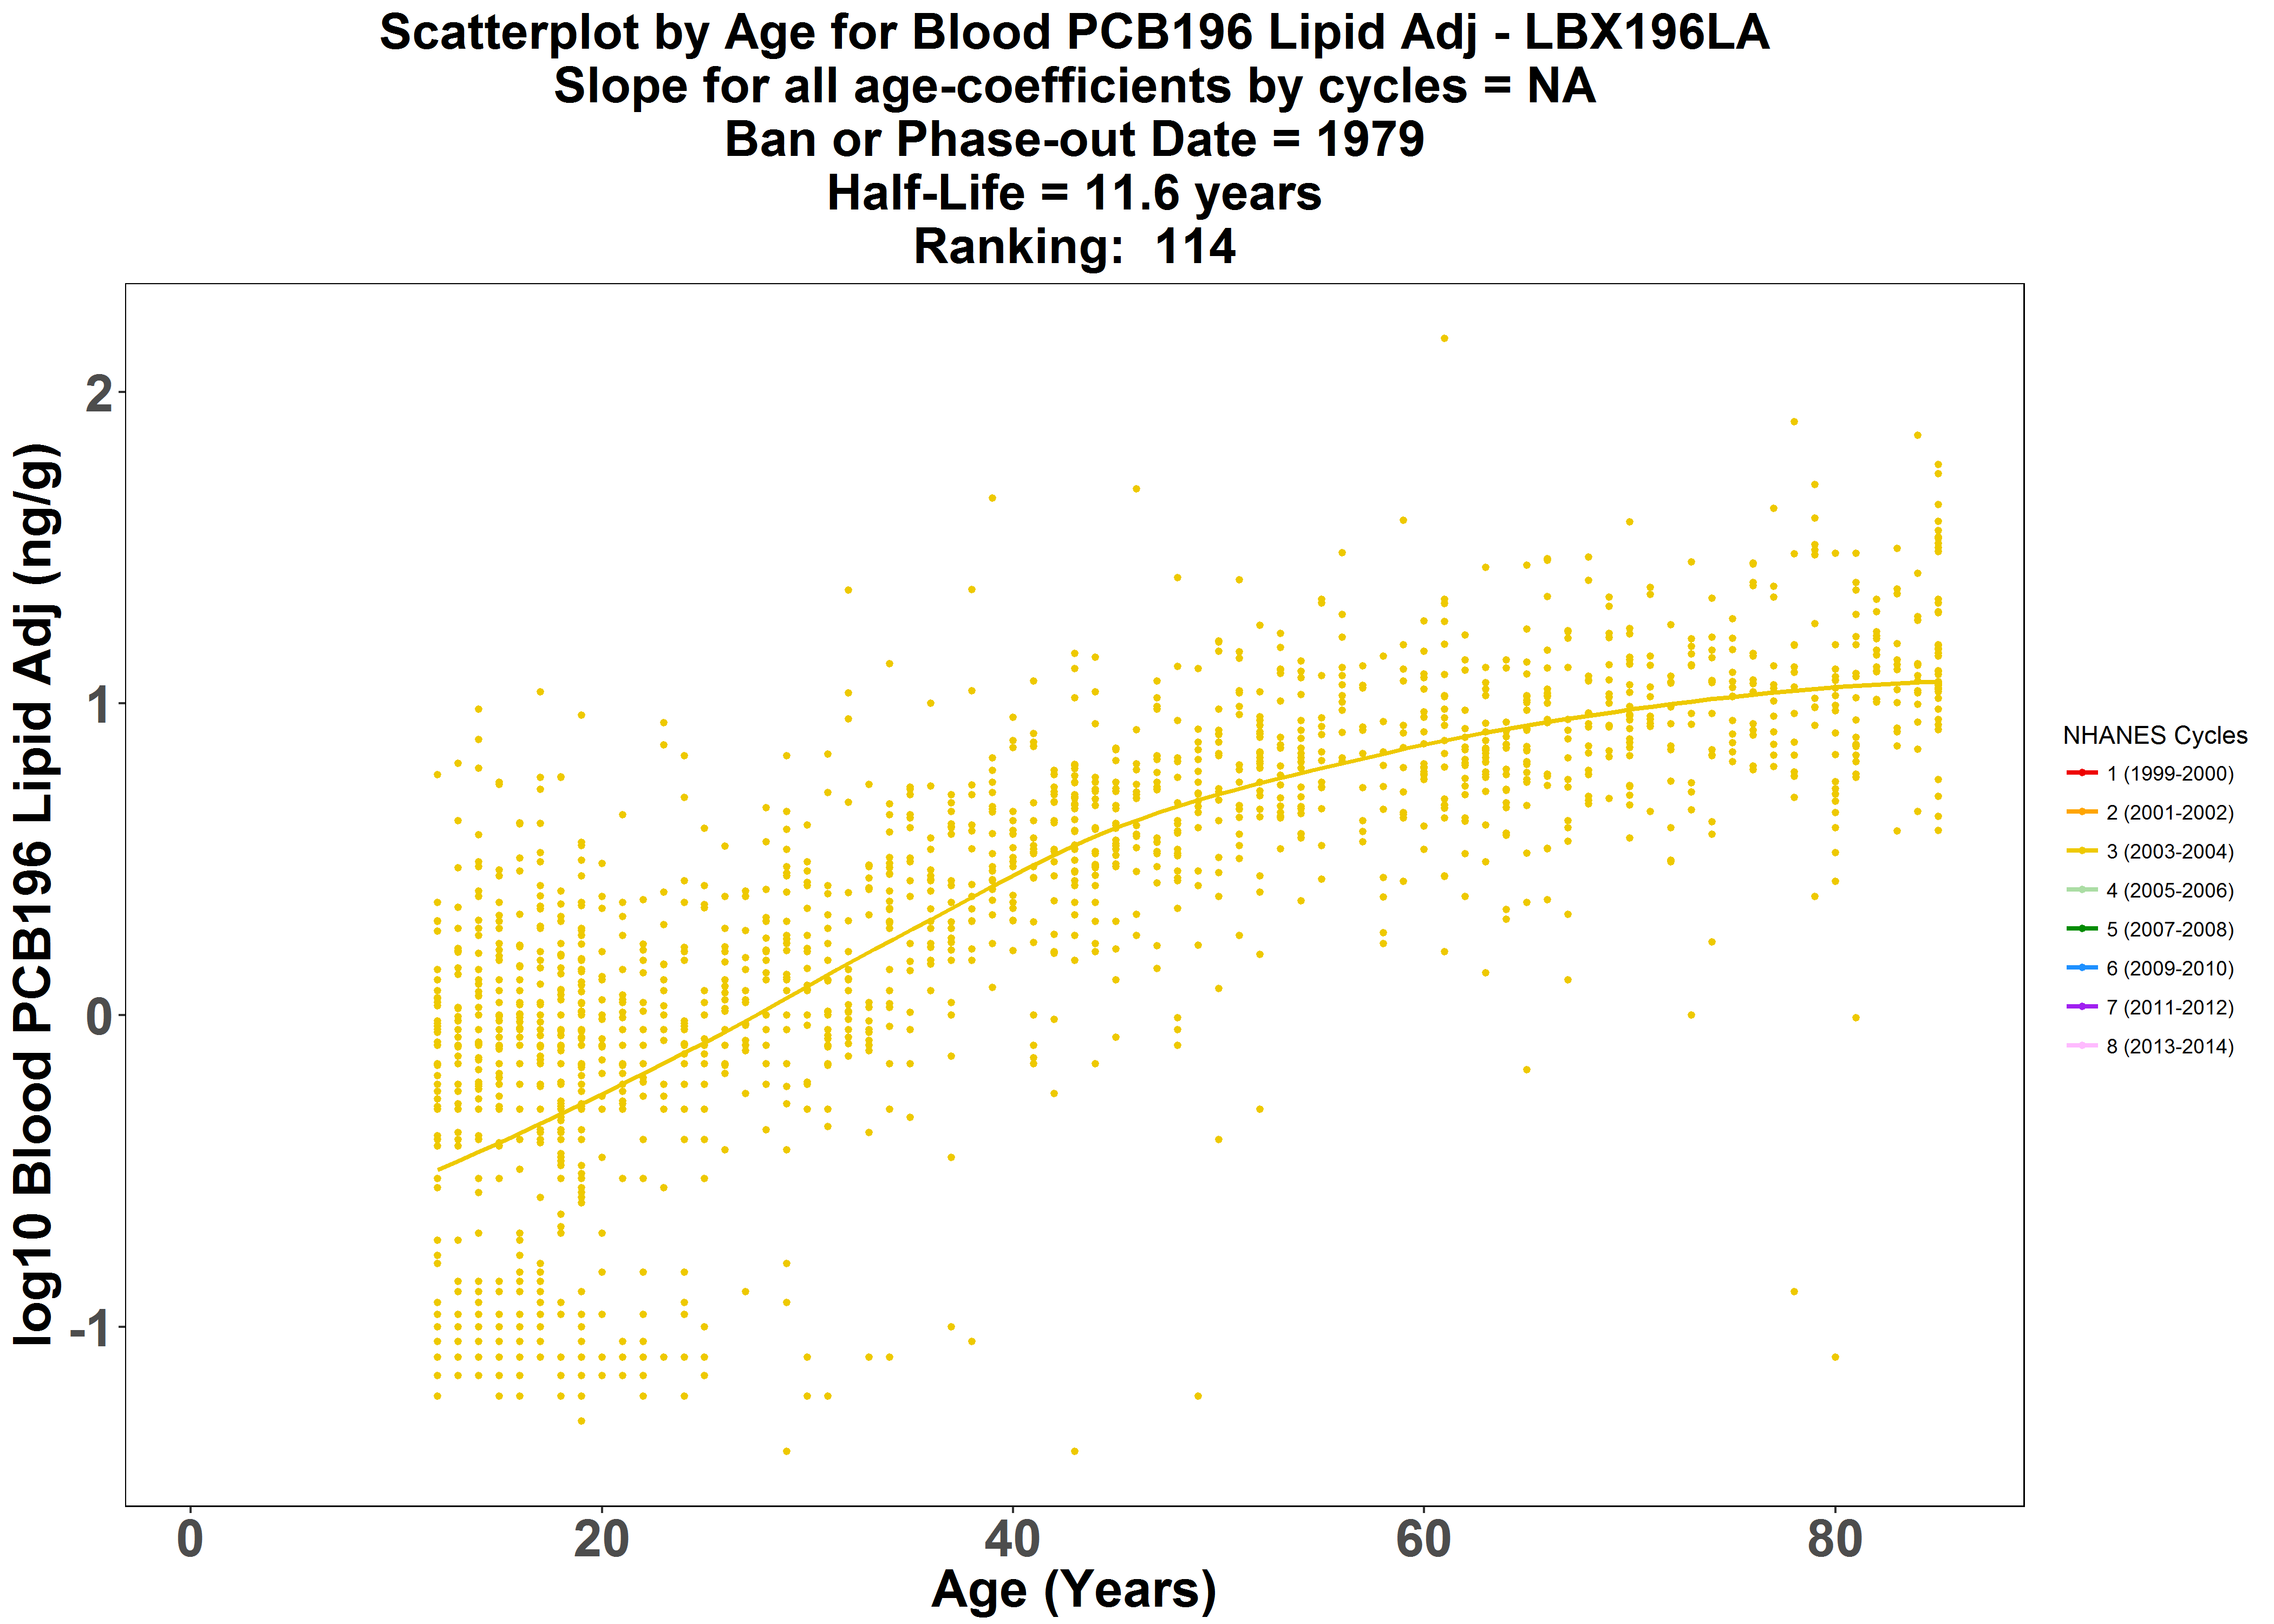 Scatterplot by Age for Blood PCB196 Lipid Adj - LBX196LA
Slope for all age-coefficients by cycles = NA
Ban or Phase-out Date = 1979
Half-Life = 11.6 years
Ranking:  114
log10 Blood PCB196 Lipid Adj (ng/g)
2
1
0
-1
0
20
40
60
80
Age (Years)
NHANES Cycles
1 (1999-2000)
2 (2001-2002)
3 (2003-2004)
4 (2005-2006)
5 (2007-2008)
6 (2009-2010)
7 (2011-2012)
8 (2013-2014)